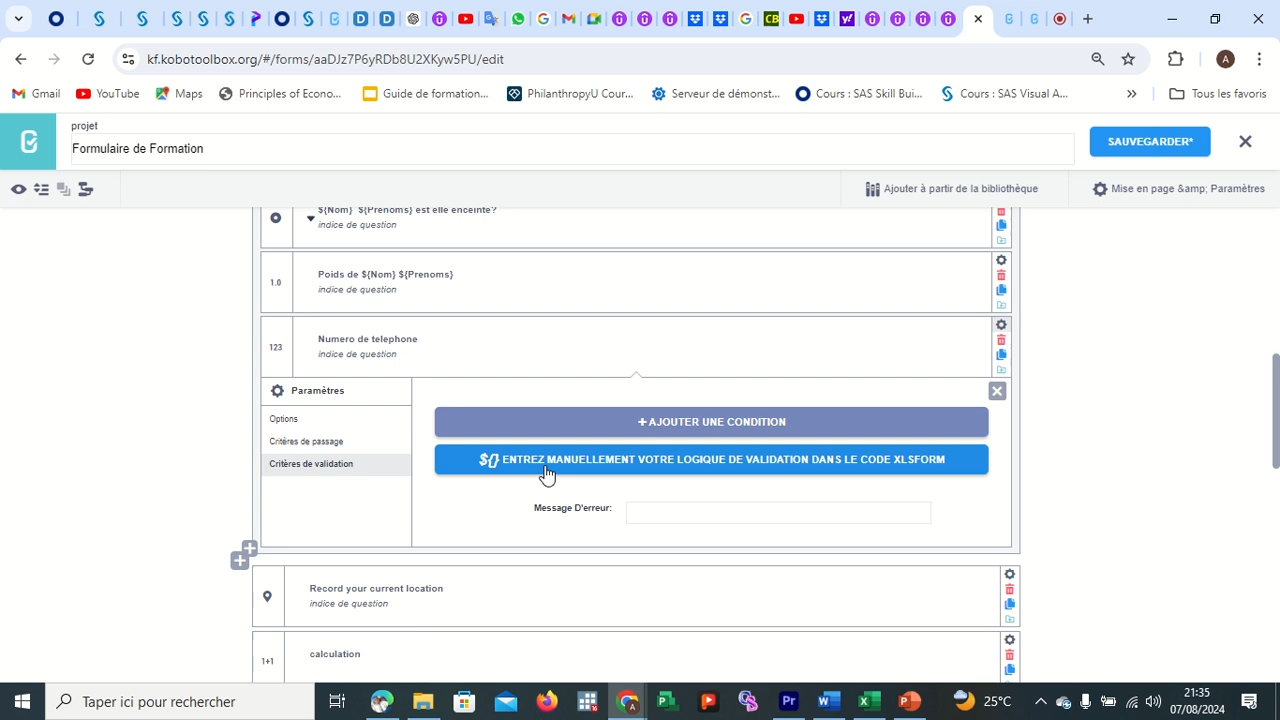 kf.kobotoolbox.org/#/forms/aaDJz7P6yRDb8U2XKyw5PU/edit
Gmail
YouTube
Maps
Principles of Econo...
Guide de formation...
PhilanthropyU Cour...
Serveur de démonst...
Cours : SAS Skill Bui...
Cours : SAS Visual A...
»
Tous les favoris
projet
Formulaire de Formation
SAUVEGARDER*
Ajouter à partir de la bibliothèque
Mise en page &amp; Paramètres
${Nom} ${Prenoms} est elle enceinte?
indice de question
1.0
Poids de ${Nom} ${Prenoms}
indice de question
123
Numero de telephone
indice de question
Paramètres
Options
Critères de passage
Critères de validation
+ AJOUTER UNE CONDITION
${} ENTREZ MANUELLEMENT VOTRE LOGIQUE DE VALIDATION DANS LE CODE XLSFORM
Message D'erreur:
Record your current location
indice de question
1+1
calculation
Taper ici pour rechercher
25°C
21:35
07/08/2024